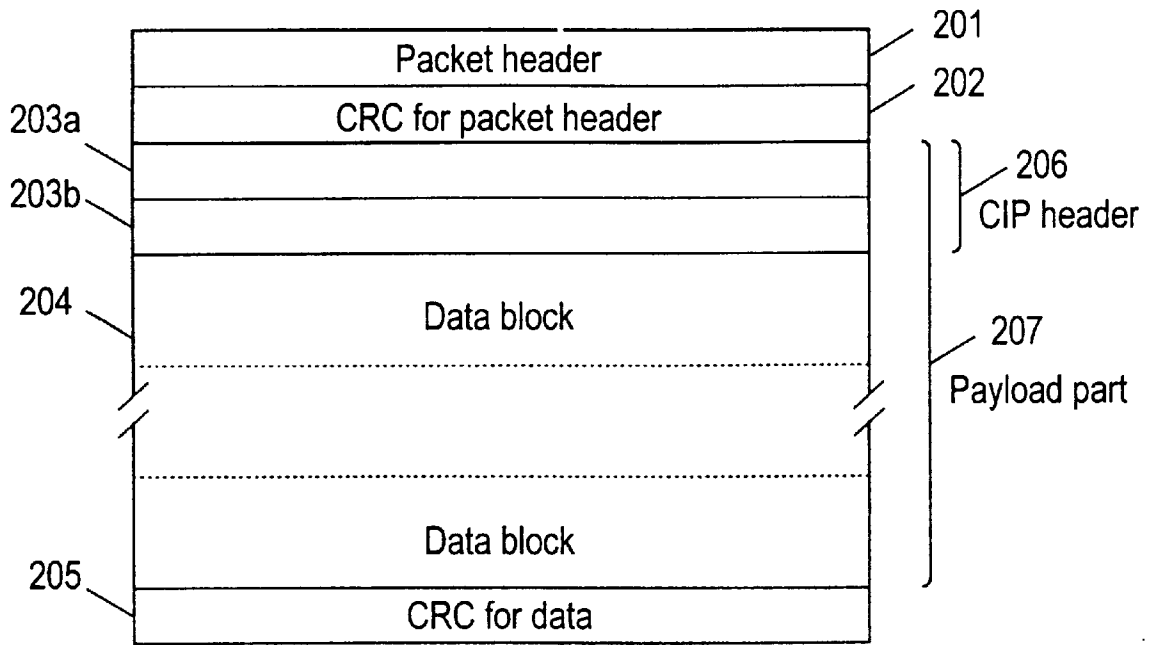 201
Packet header
202
CRC for packet header
203a
206
CIP header
203b
204
Data block
207
Payload part
Data block
205
CRC for data